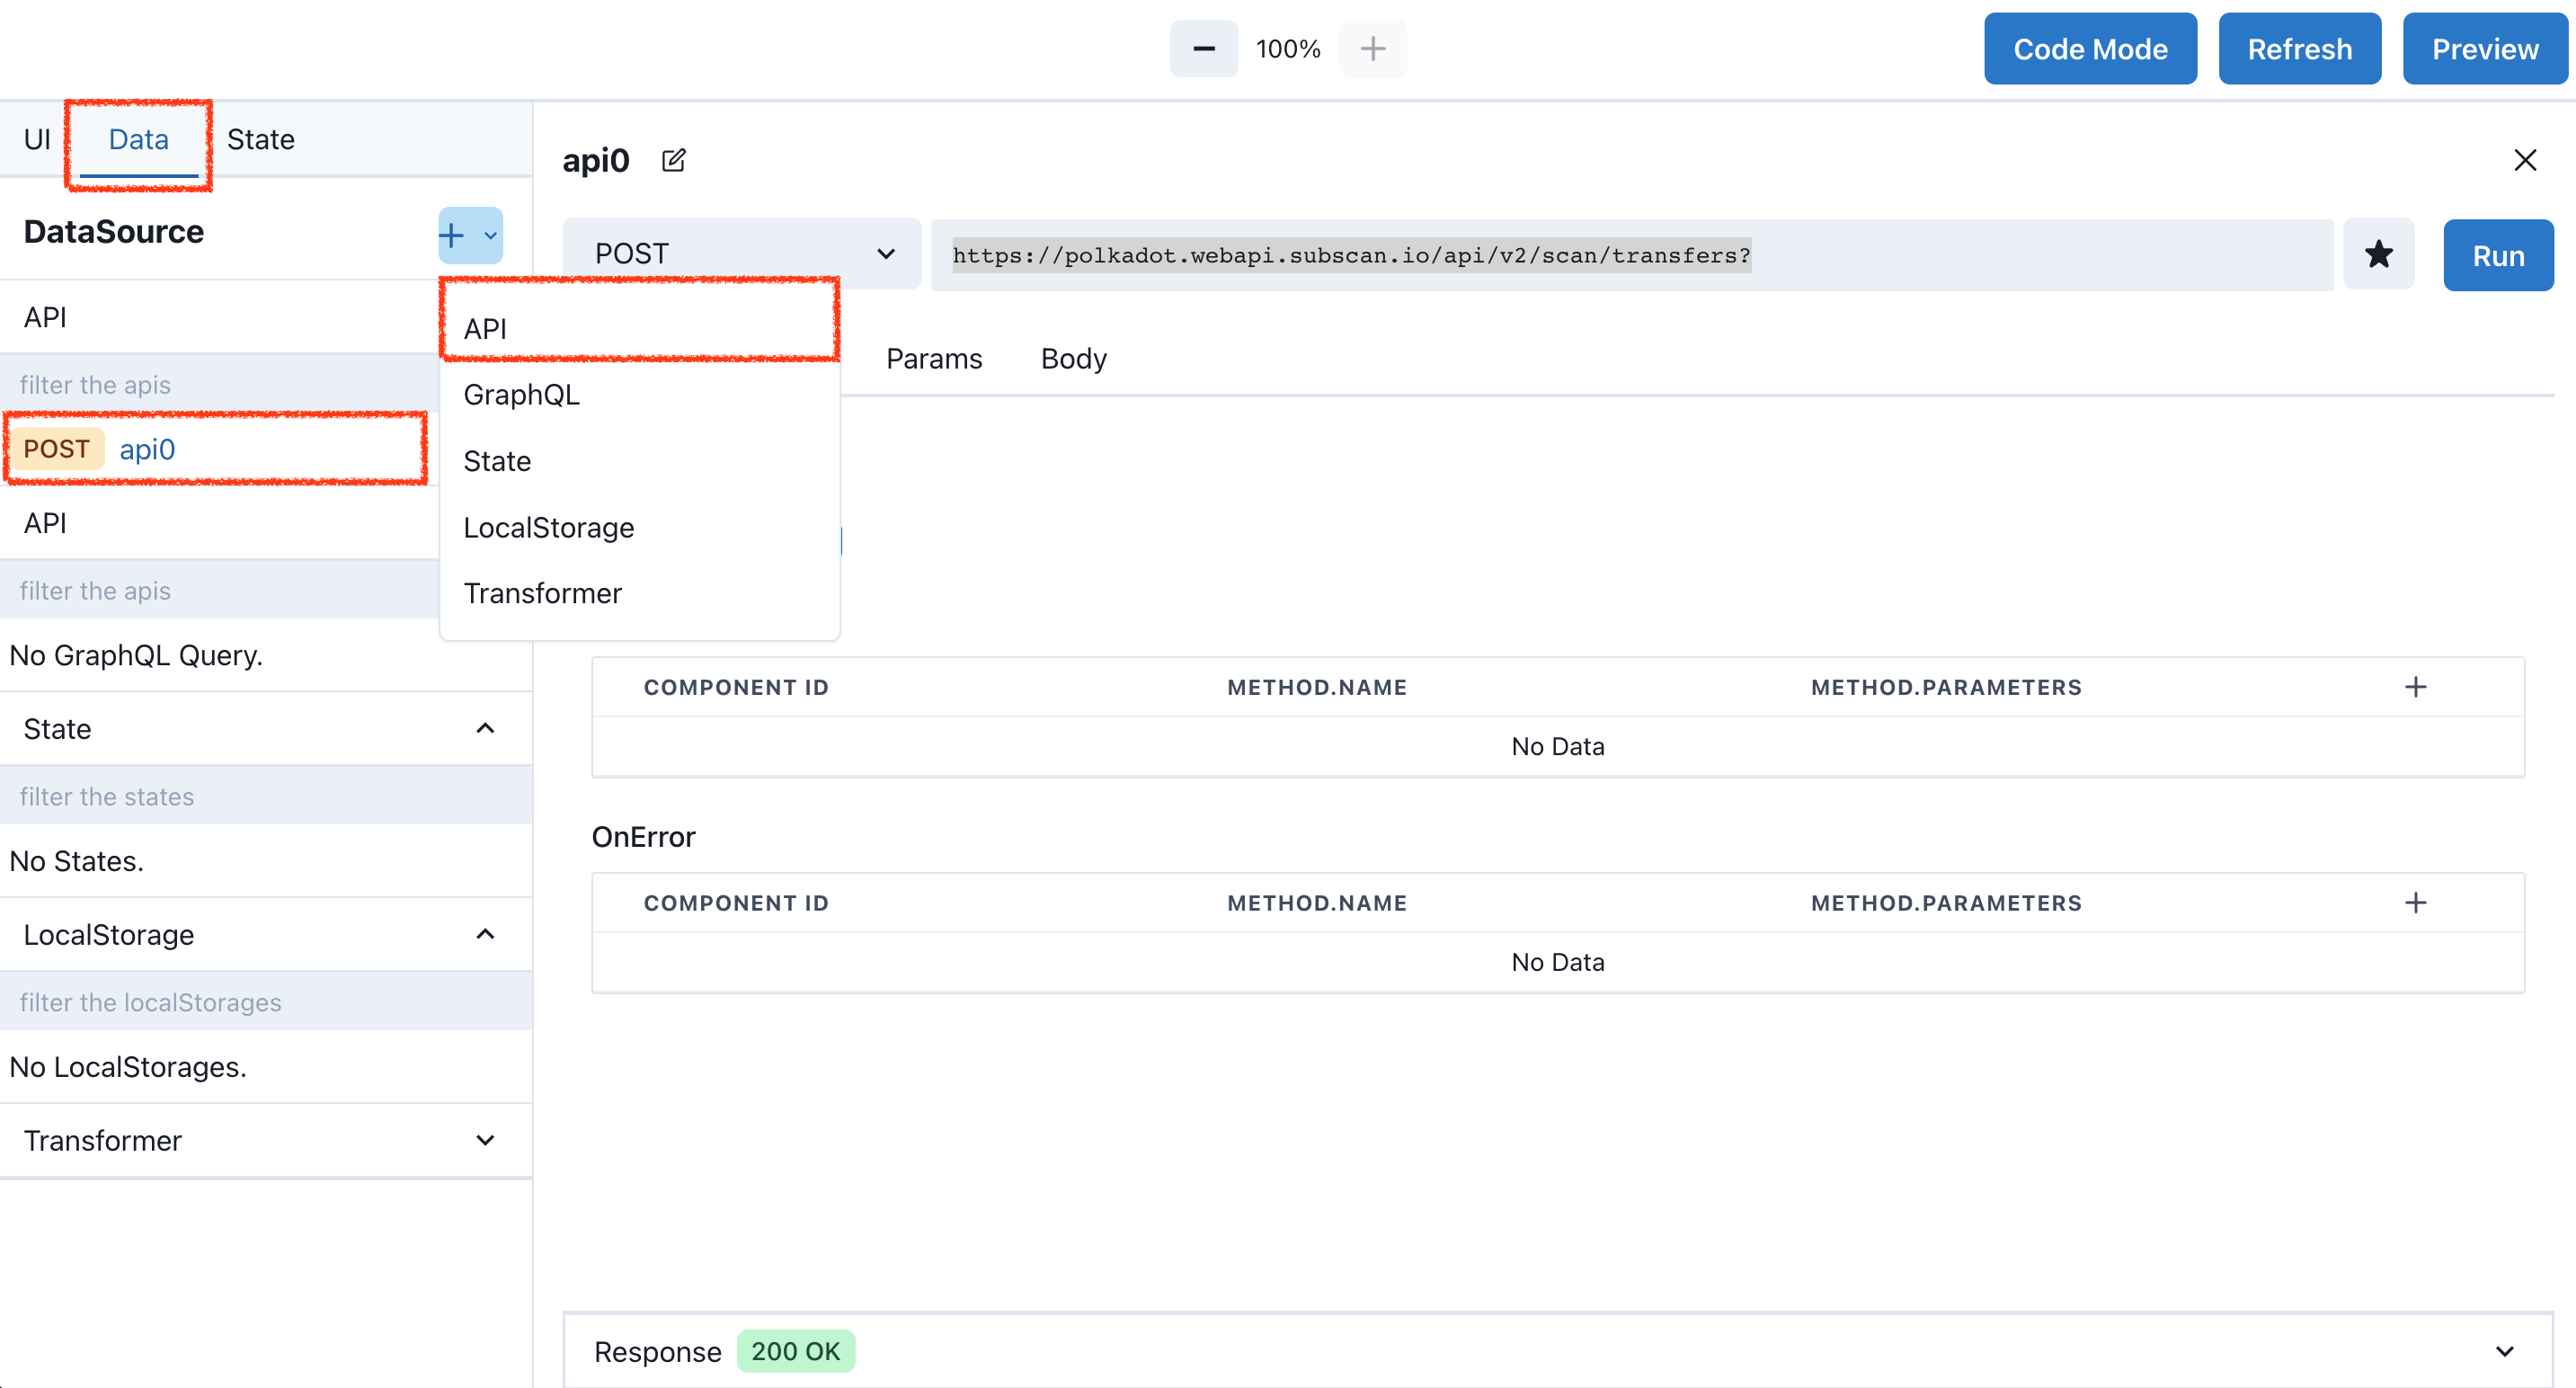 100%
Code Mode
Refresh
Preview
UI
Data
State
DataSource
API
filter the apis
POST api0
API
filter the apis
No GraphQL Query.
State
filter the states
No States.
LocalStorage
filter the localStorages
No LocalStorages.
Transformer
API
GraphQL
State
LocalStorage
Transformer
api0
POST
https://polkadot.webapi.subscan.io/api/v2/scan/transfers?
Run
Params
Body
COMPONENT ID METHOD.NAME METHOD.PARAMETERS
No Data
OnError
COMPONENT ID METHOD.NAME METHOD.PARAMETERS
No Data
Response 200 OK